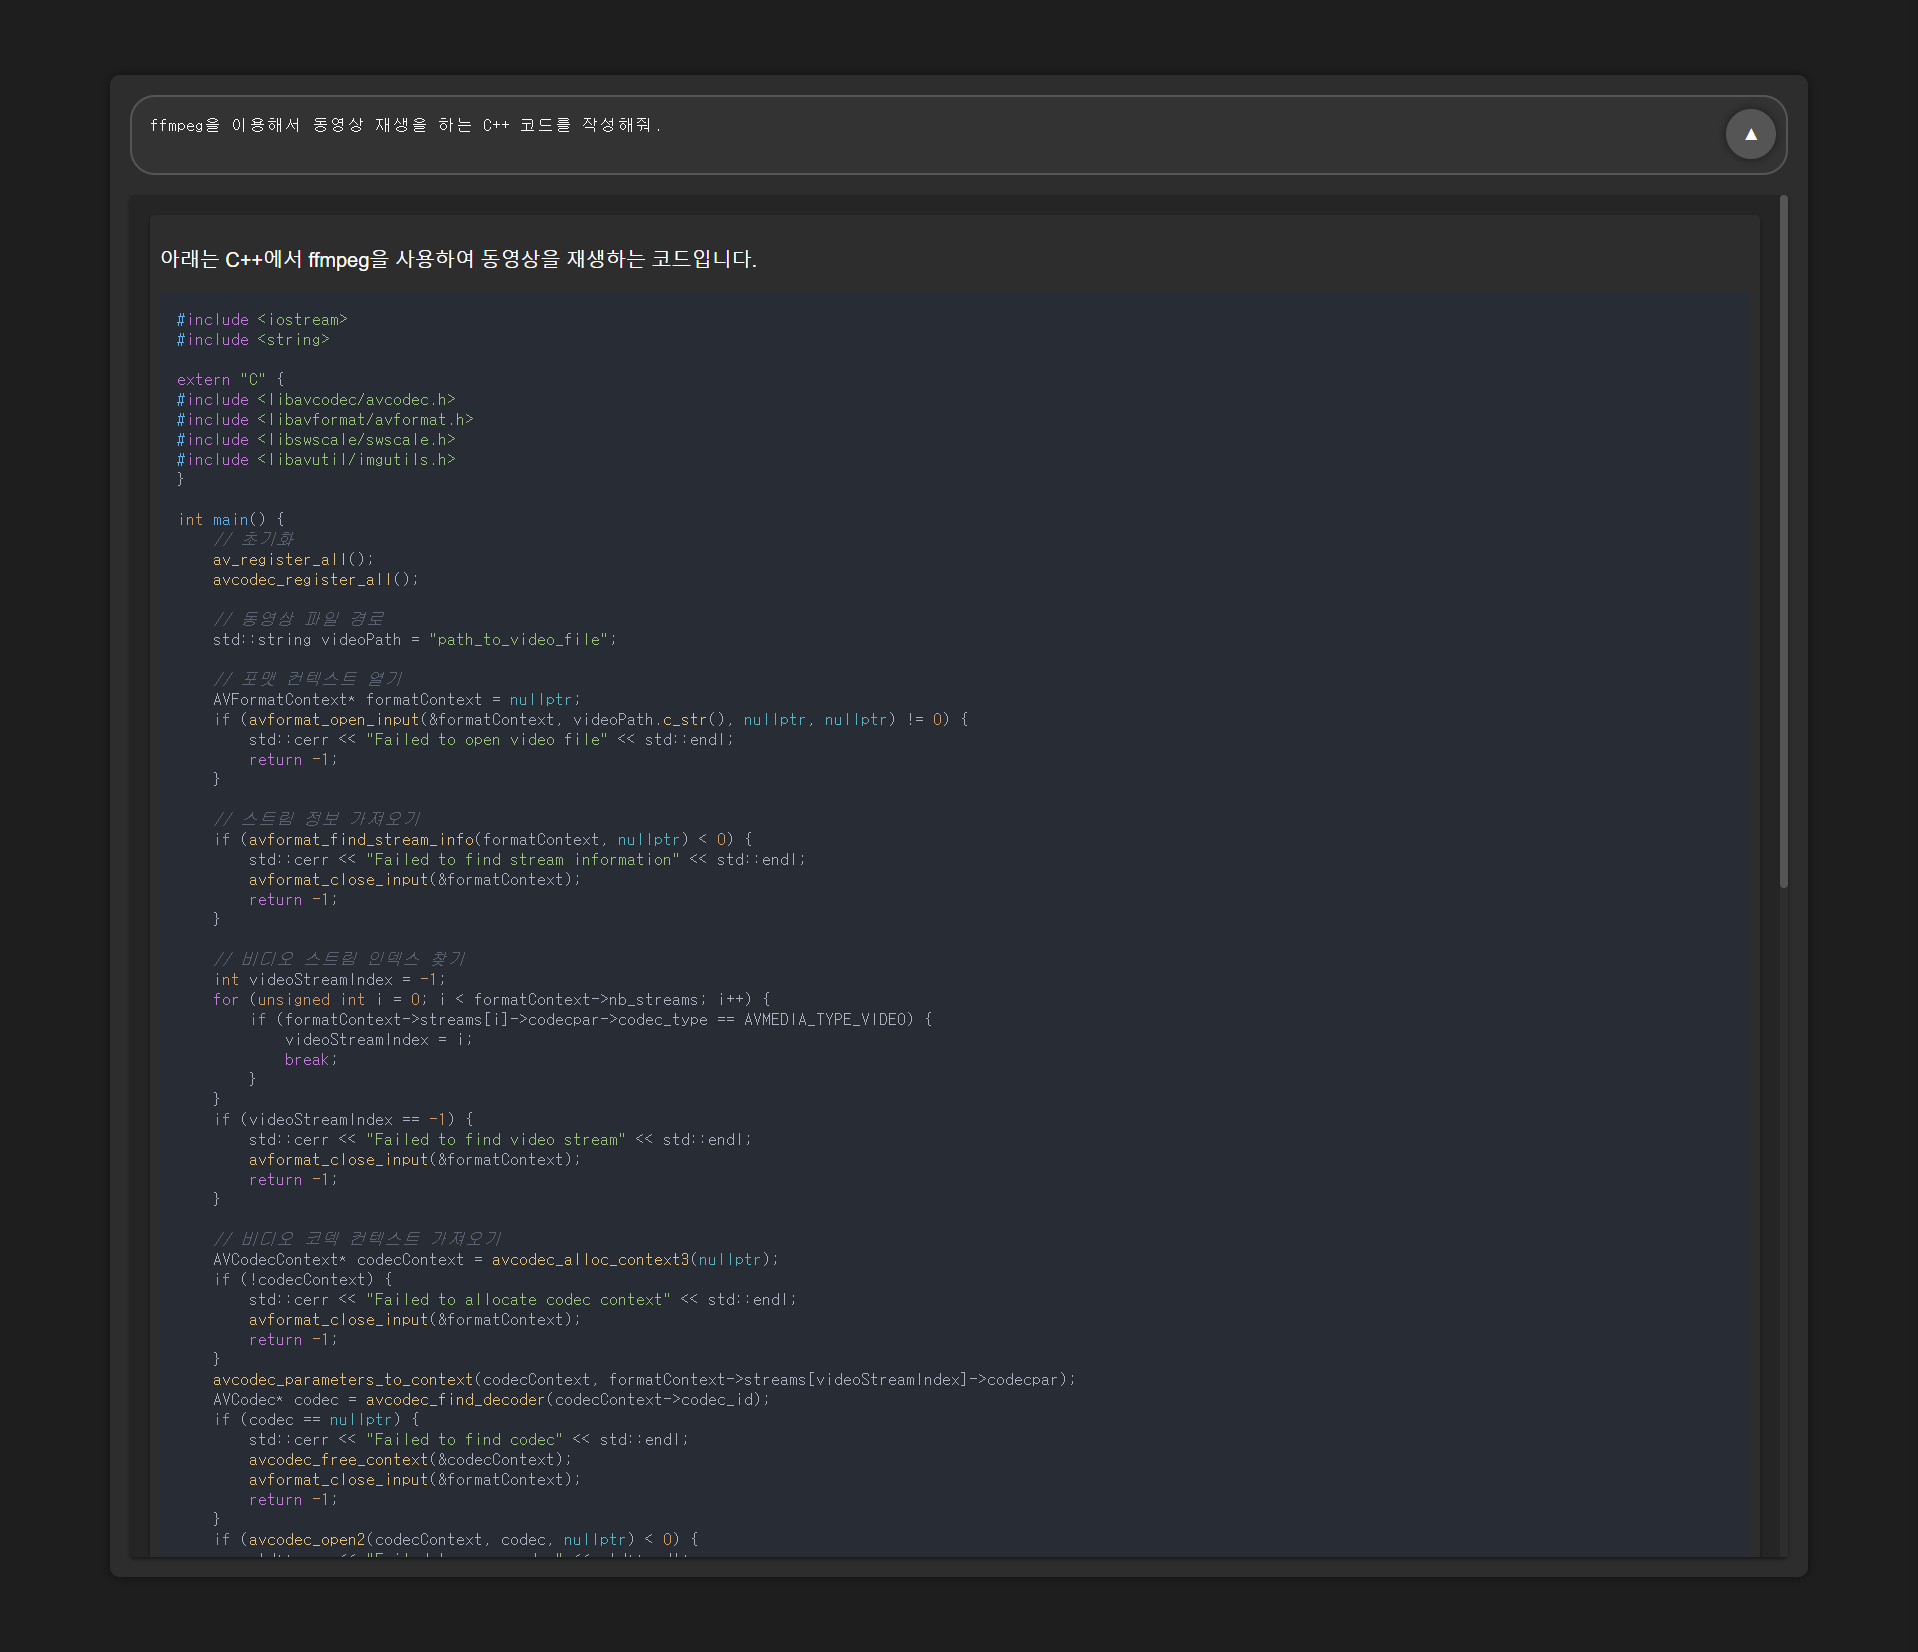 ffmpeg을 이용해서 동영상 재생을 하는 C++ 코드를 작성해줘.
▲
아래는 C++에서 ffmpeg을 사용하여 동영상을 재생하는 코드입니다.
#include <iostream>
#include <string>
extern "C" {
#include <libavcodec/avcodec.h>
#include <libavformat/avformat.h>
#include <libswscale/swscale.h>
#include <libavutil/imgutils.h>
}
int main() {
// 초기화
av_register_all();
avcodec_register_all();
// 동영상 파일 경로
std::string videoPath = "path_to_video_file";
// 포맷 컨텍스트 열기
AVFormatContext* formatContext = nullptr;
if (avformat_open_input(&formatContext, videoPath.c_str(), nullptr, nullptr) != 0) {
std::cerr << "Failed to open video file" << std::endl;
return -1;
}
// 스트림 정보 가져오기
if (avformat_find_stream_info(formatContext, nullptr) < 0) {
std::cerr << "Failed to find stream information" << std::endl;
avformat_close_input(&formatContext);
return -1;
}
// 비디오 스트림 인덱스 찾기
int videoStreamIndex = -1;
for (unsigned int i = 0; i < formatContext->nb_streams; i++) {
if (formatContext->streams[i]->codecpar->codec_type == AVMEDIA_TYPE_VIDEO) {
videoStreamIndex = i;
break;
}
}
if (videoStreamIndex == -1) {
std::cerr << "Failed to find video stream" << std::endl;
avformat_close_input(&formatContext);
return -1;
}
// 비디오 코덱 컨텍스트 가져오기
AVCodecContext* codecContext = avcodec_alloc_context3(nullptr);
if (!codecContext) {
std::cerr << "Failed to allocate codec context" << std::endl;
avformat_close_input(&formatContext);
return -1;
}
avcodec_parameters_to_context(codecContext, formatContext->streams[videoStreamIndex]->codecpar);
AVCodec* codec = avcodec_find_decoder(codecContext->codec_id);
if (codec == nullptr) {
std::cerr << "Failed to find codec" << std::endl;
avcodec_free_context(&codecContext);
avformat_close_input(&formatContext);
return -1;
}
if (avcodec_open2(codecContext, codec, nullptr) < 0) {